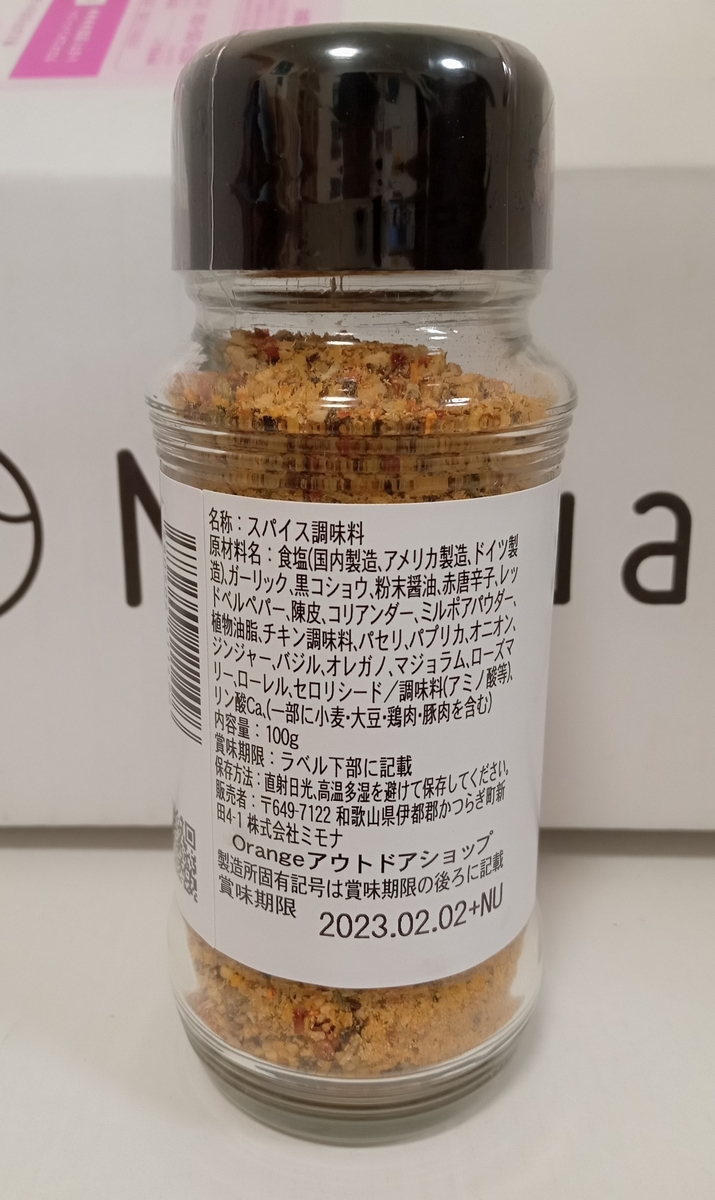 名称：スパイス調味料
原材料名：食塩(国内製造、アメリカ製造、ドイツ製
造)、ガーリック、黒コショウ、粉末醤油、赤唐辛子、レッ
ドベルペパー、陳皮、コリアンダー、ミルポアパウダー、
植物油脂、チキン調味料、パセリ、パプリカ、オニオン、
ジンジャー、バジル、オレガノ、マジョラム、ローズマ
リー、ローレル、セロリシード／調味料(アミノ酸等)、
リン酸Ca、(一部に小麦・大豆・鶏肉・豚肉を含む)
内容量：100g
賞味期限：ラベル下部に記載
保存方法：直射日光、高温多湿を避けて保存してください。
販売者：〒649-7122 和歌山県伊都郡かつらぎ町新
田4-1 株式会社ミモナ
Orangeアウトドアショップ
製造所固有記号は賞味期限の後ろに記載
賞味期限 2023.02.02+NU